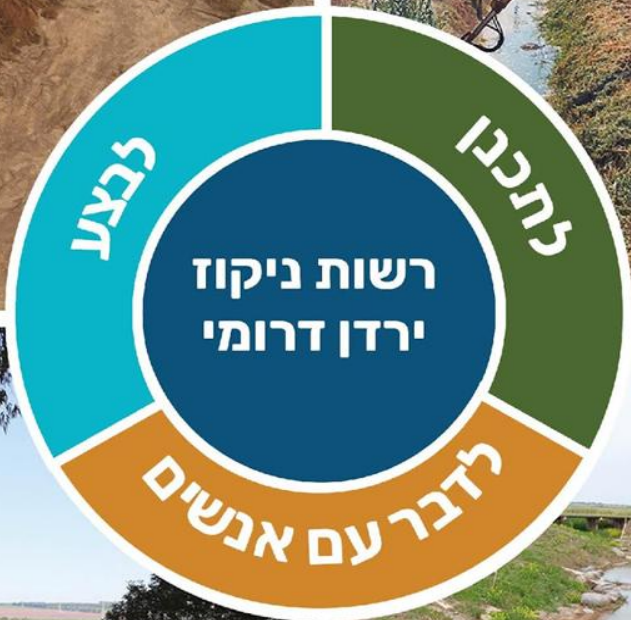 רשות ניקוז
ירדן דרומי
לתכנן
לדבר עם אנשים
לבצע